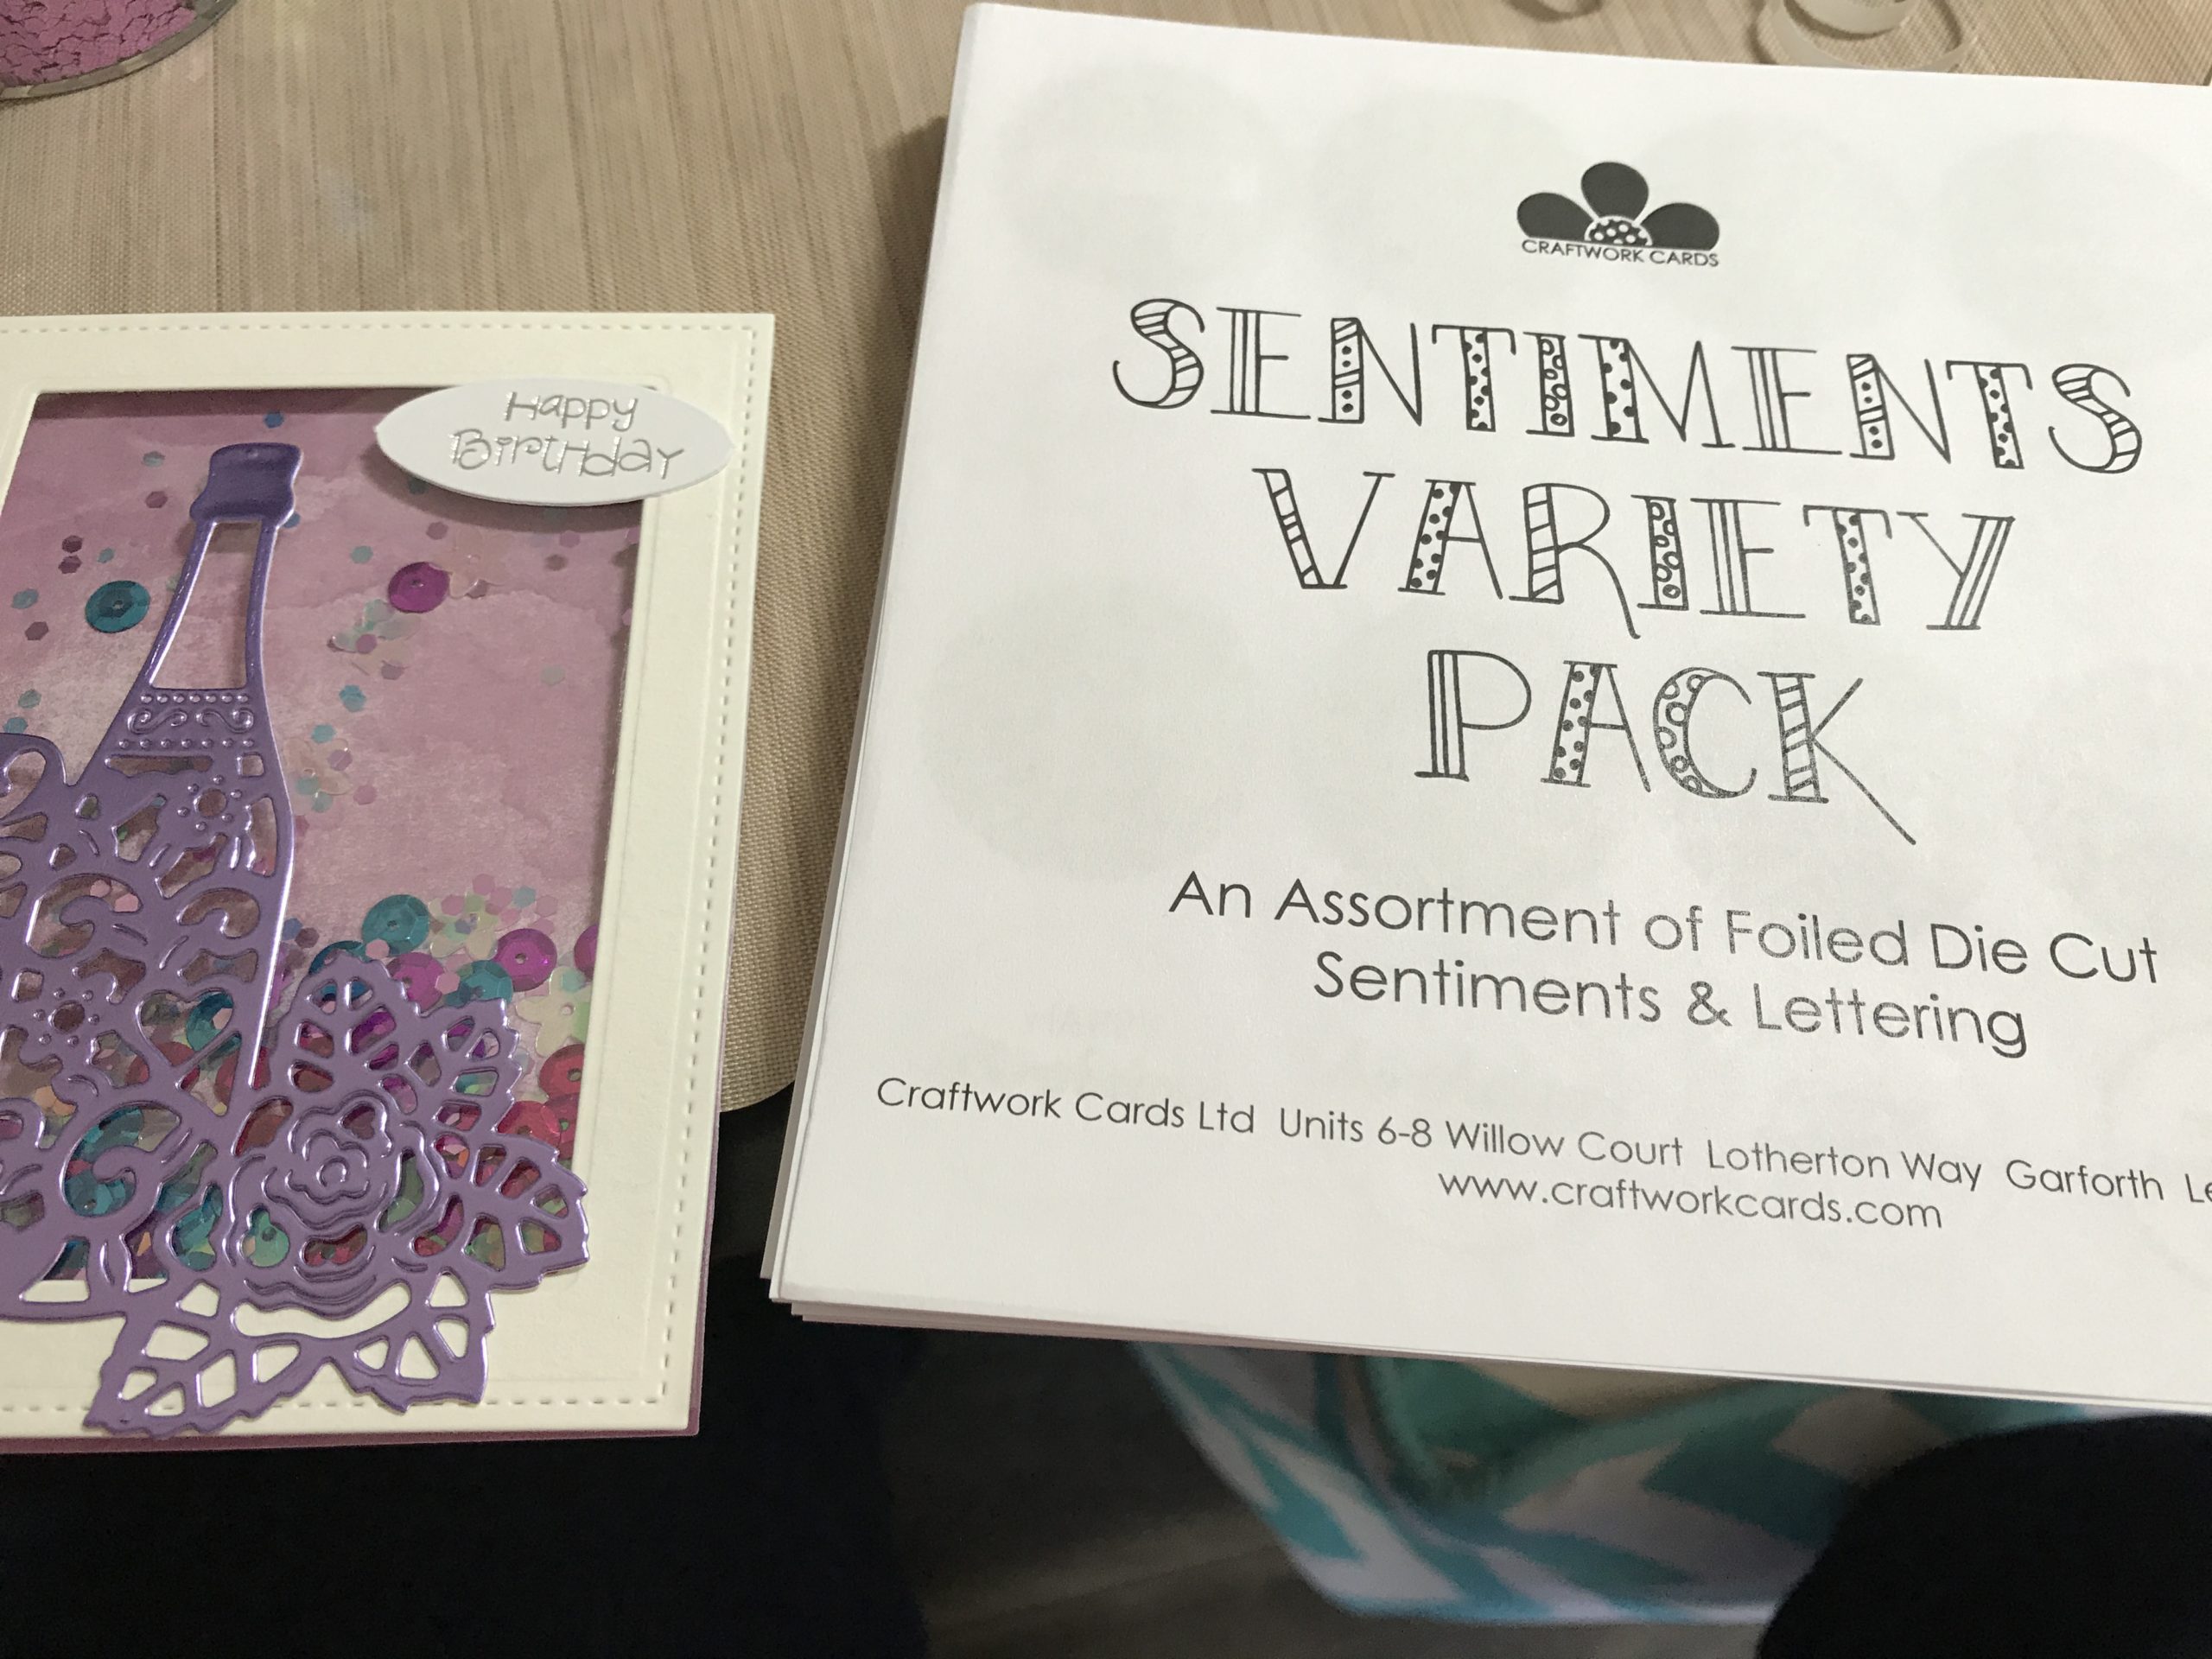 Happy
Birthday
CRAFTWORK CARDS
SENTIMENTS
VARIETY
PACK
An Assortment of Foiled Die Cut
Sentiments & Lettering
Craftwork Cards Ltd Units 6-8 Willow Court Lotherton Way Garforth
www.craftworkcards.com